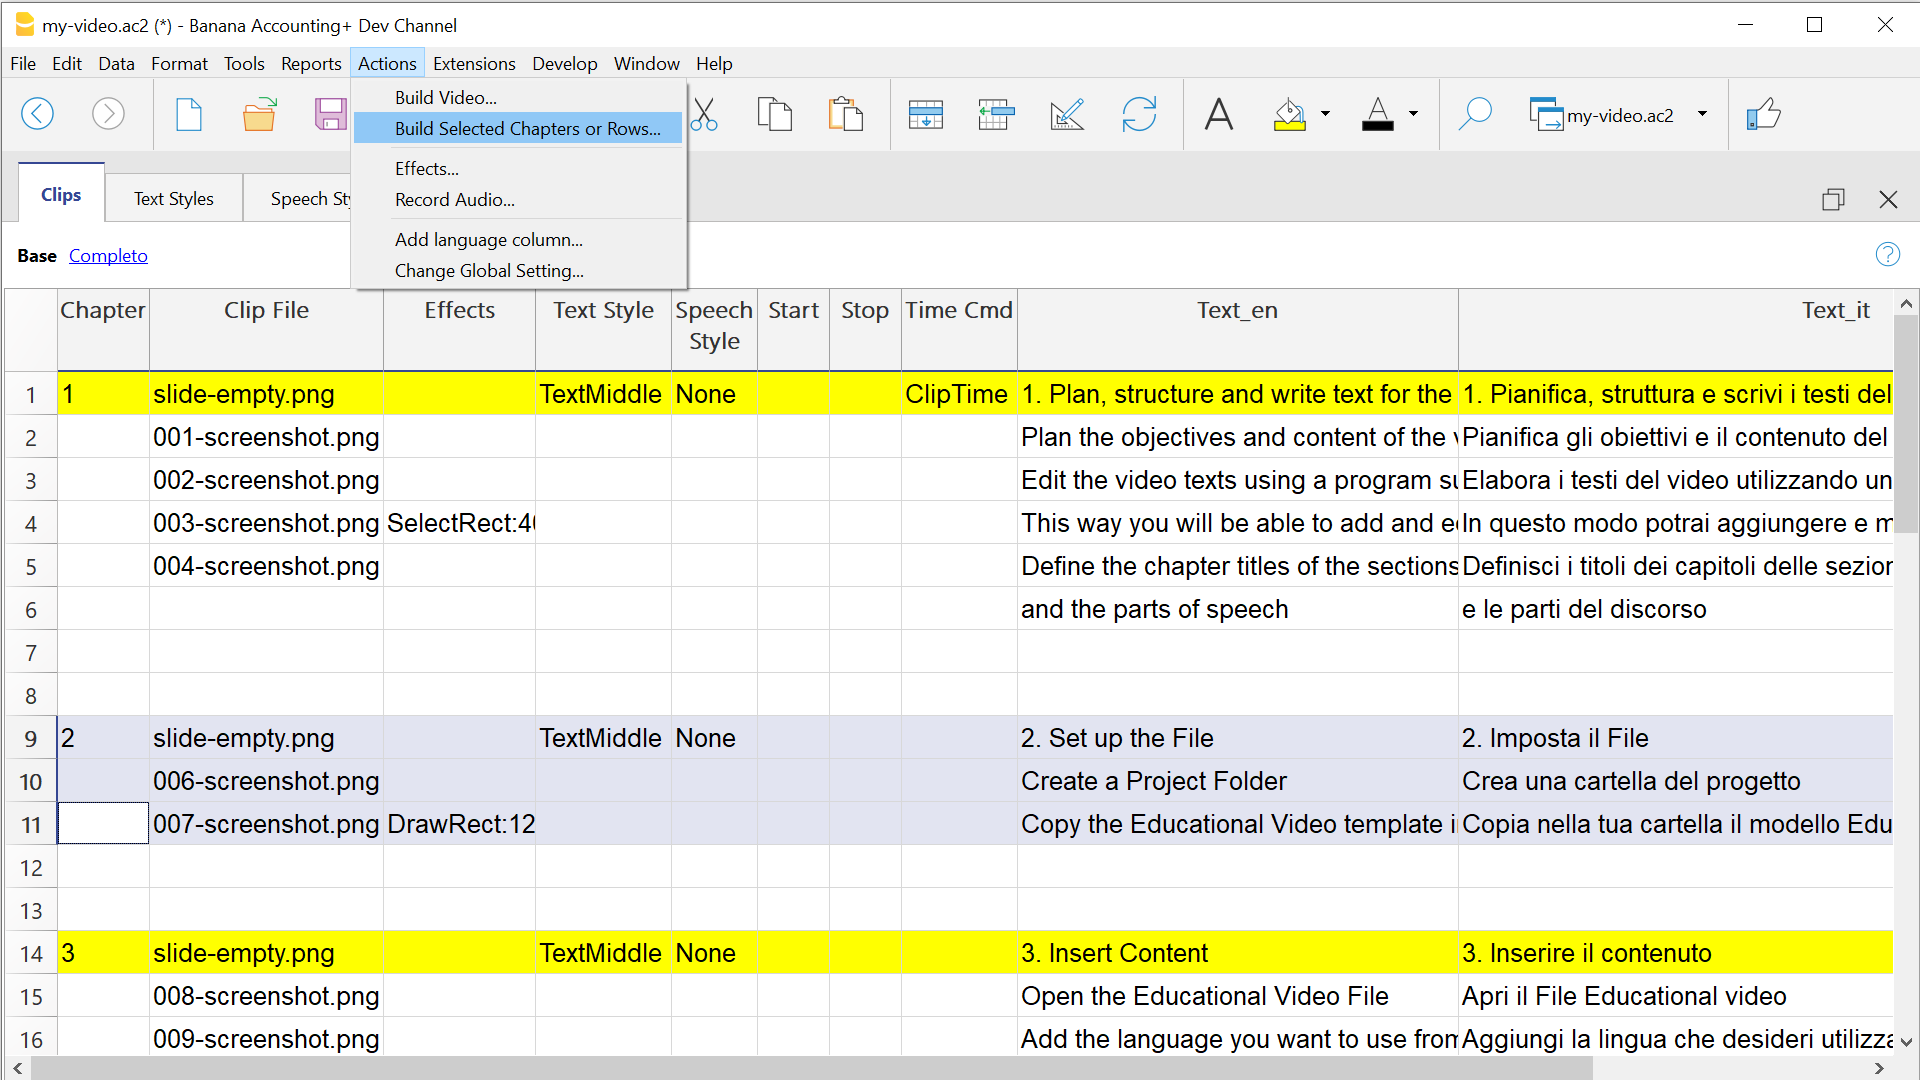 my-video.ac2 (*) - Banana Accounting+ Dev Channel
File Edit Data Format Tools Reports Actions Extensions Develop Window Help
Build Video...
Build Selected Chapters or Rows...
Effects...
Record Audio...
Add language column...
Change Global Setting...
A A my-video.ac2
Clips Text Styles Speech Sty
Base Completo ?
Chapter Clip File Effects Text Style Speech Style Start Stop Time Cmd Text_en Text_it
1 1 slide-empty.png TextMiddle None ClipTime 1. Plan, structure and write text for the 1. Pianifica, struttura e scrivi i testi del
2 001-screenshot.png Plan the objectives and content of the Pianifica gli obiettivi e il contenuto del
3 002-screenshot.png Edit the video texts using a program su Elabora i testi del video utilizzando un
4 003-screenshot.png SelectRect:40 This way you will be able to add and e In questo modo potrai aggiungere e m
5 004-screenshot.png Define the chapter titles of the sections Definisci i titoli dei capitoli delle sezion
6 and the parts of speech e le parti del discorso
7
8
9 2 slide-empty.png TextMiddle None 2. Set up the File 2. Imposta il File
10 006-screenshot.png Create a Project Folder Crea una cartella del progetto
11 007-screenshot.png DrawRect:12 Copy the Educational Video template i Copia nella tua cartella il modello Edu
12
13
14 3 slide-empty.png TextMiddle None 3. Insert Content 3. Inserire il contenuto
15 008-screenshot.png Open the Educational Video File Apri il File Educational video
16 009-screenshot.png Add the language you want to use from Aggiungi la lingua che desideri utilizza